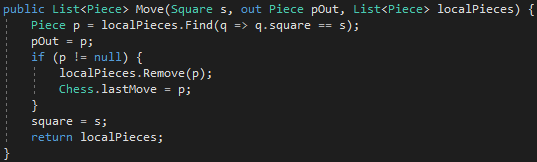 public List<Piece> Move(Square s, out Piece pOut, List<Piece> localPieces) {
    Piece p = localPieces.Find(q => q.square == s);
    pOut = p;
    if (p != null) {
        localPieces.Remove(p);
        Chess.lastMove = p;
    }
    square = s;
    return localPieces;
}